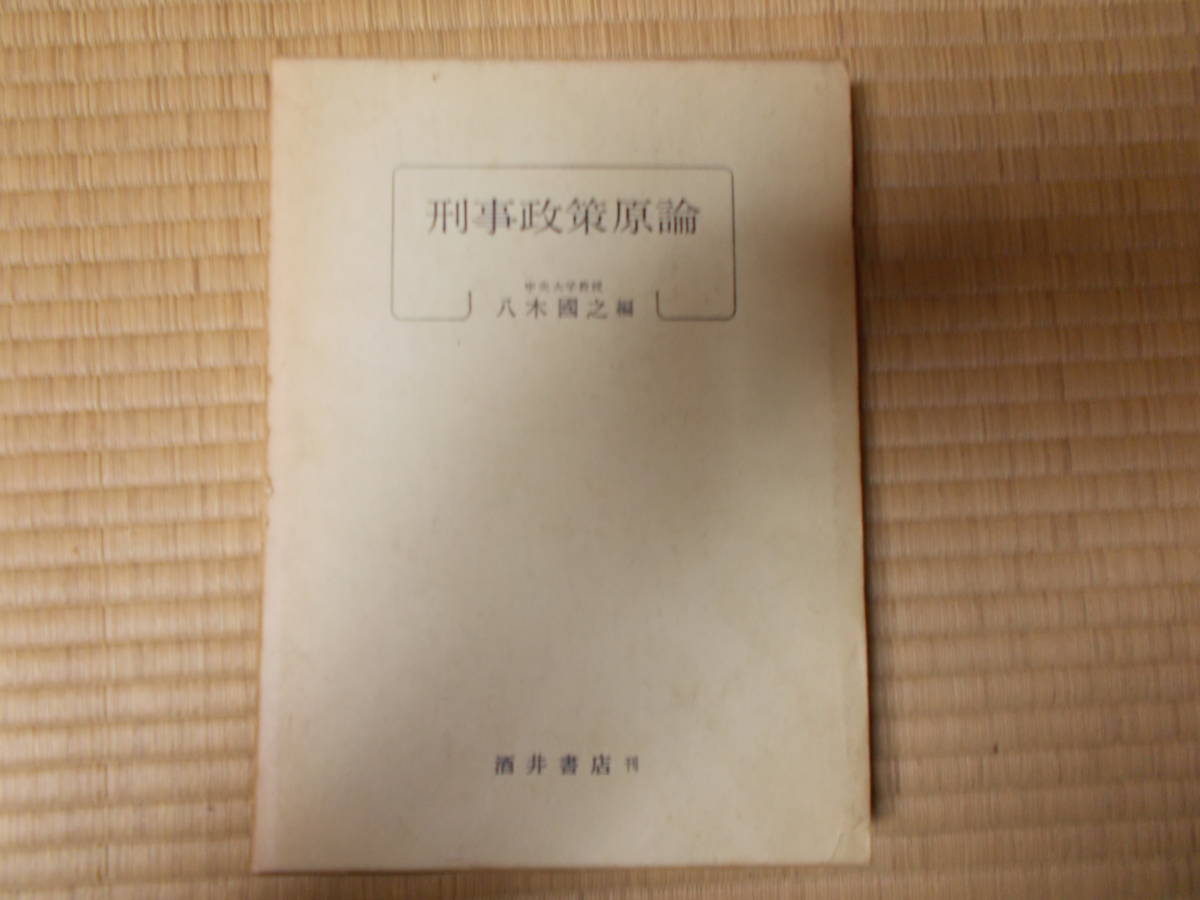 刑事政策原論
中央大学教授
八木國之編
酒井書店 刊